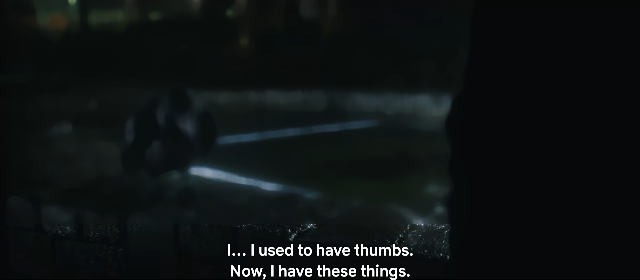 I... I used to have thumbs.
Now, I have these things.